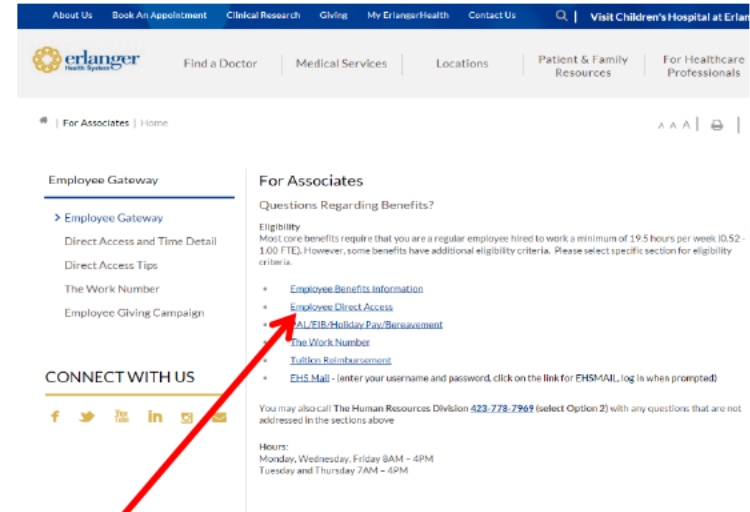 About Us Book An Appointment Clinical Research Giving My ErlangerHealth Contact Us Visit Children's Hospital at Erlan
erlanger
Health System
Find a Doctor Medical Services Locations Patient & Family Resources For Healthcare Professionals
| For Associates | Home A A A | |
Employee Gateway
> Employee Gateway
Direct Access and Time Detail
Direct Access Tips
The Work Number
Employee Giving Campaign
CONNECT WITH US
f You Tube in
For Associates
Questions Regarding Benefits?
Eligibility
Most core benefits require that you are a regular employee hired to work a minimum of 19.5 hours per week (0.52 -
1.00 FTE). However, some benefits have additional eligibility criteria. Please select specific section for eligibility
criteria.
Employee Benefits Information
Employee Direct Access
PAL/EIB/Holiday Pay/Bereavement
The Work Number
Tuition Reimbursement
EHS Mail - (enter your username and password, click on the link for EHSMAIL, log in when prompted)
You may also call The Human Resources Division 423-778-7969 (select Option 2) with any questions that are not
addressed in the sections above
Hours:
Monday, Wednesday, Friday 8AM – 4PM
Tuesday and Thursday 7AM – 4PM